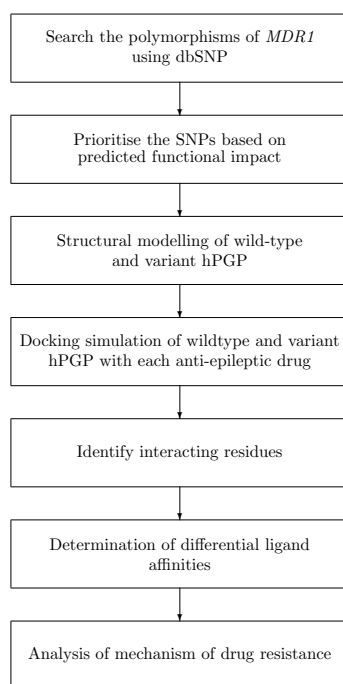 Search the polymorphisms of MDR1
using dbSNP
Prioritise the SNPs based on
predicted functional impact
Structural modelling of wild-type
and variant hPGP
Docking simulation of wildtype and variant
hPGP with each anti-epileptic drug
Identify interacting residues
Determination of differential ligand
affinities
Analysis of mechanism of drug resistance